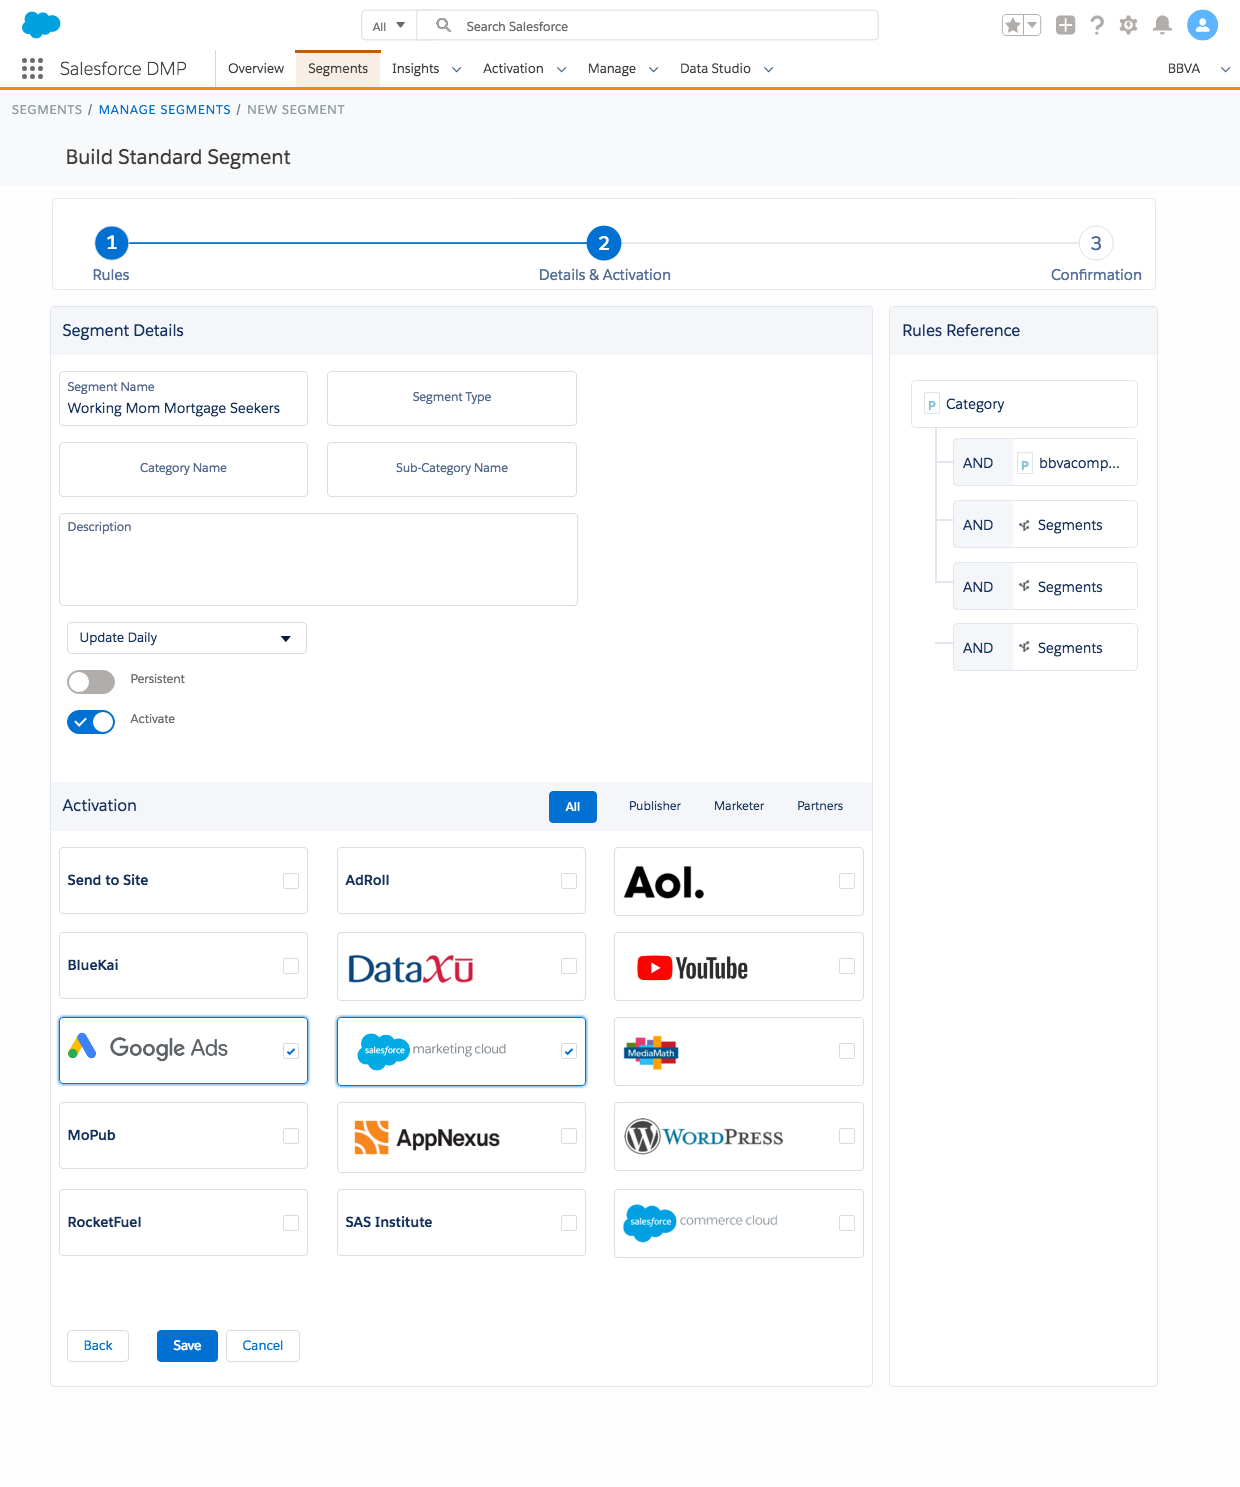 All
Search Salesforce
Salesforce DMP
Overview
Segments
Insights
Activation
Manage
Data Studio
BBVA
SEGMENTS / MANAGE SEGMENTS / NEW SEGMENT
Build Standard Segment
1
2
3
Rules
Details & Activation
Confirmation
Segment Details
Segment Name
Working Mom Mortgage Seekers
Segment Type
Category Name
Sub-Category Name
Description
Update Daily
Persistent
Activate
Rules Reference
p Category
AND p bbvacomp...
AND Segments
AND Segments
AND Segments
Activation
All
Publisher
Marketer
Partners
Send to Site
AdRoll
Aol.
BlueKai
DataXū
YouTube
Google Ads
salesforce marketing cloud
MediaMath
MoPub
AppNexus
WORDPRESS
RocketFuel
SAS Institute
salesforce commerce cloud
Back
Save
Cancel